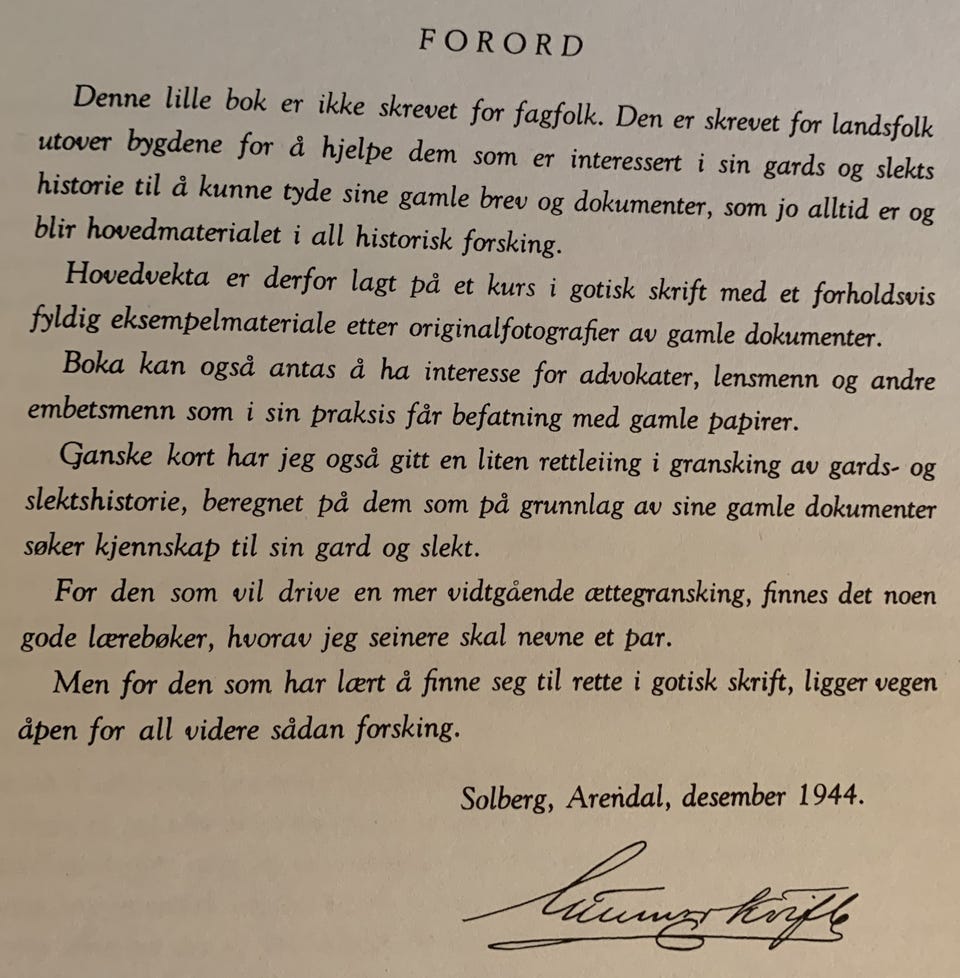 FORORD
Denne lille bok er ikke skrevet for fagfolk. Den er skrevet for landsfolk
utover bygdene for å hjelpe dem som er interessert i sin gards og slekts
historie til å kunne tyde sine gamle brev og dokumenter, som jo alltid er og
blir hovedmaterialet i all historisk forsking.
Hovedvekta er derfor lagt på et kurs i gotisk skrift med et forholdsvis
fyldig eksempelmateriale etter originalfotografier av gamle dokumenter.
Boka kan også antas å ha interesse for advokater, lensmenn og andre
embetsmenn som i sin praksis får befatning med gamle papirer.
Ganske kort har jeg også gitt en liten rettleiing i gransking av gards- og
slektshistorie, beregnet på dem som på grunnlag av sine gamle dokumenter
søker kjennskap til sin gard og slekt.
For den som vil drive en mer vidtgående ættegransking, finnes det noen
gode lærebøker, hvorav jeg seinere skal nevne et par.
Men for den som har lært å finne seg til rette i gotisk skrift, ligger vegen
åpen for all videre sådan forsking.
Solberg, Arendal, desember 1944.
Gunnar